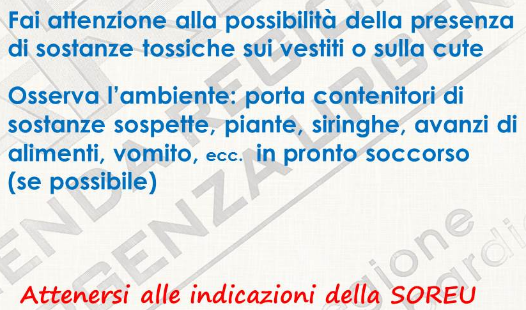 Fai attenzione alla possibilità della presenza
di sostanze tossiche sui vestiti o sulla cute
Osserva l'ambiente: porta contenitori di
sostanze sospette, piante, siringhe, avanzi di
alimenti, vomito, ecc. in pronto soccorso
(se possibile)
Attenersi alle indicazioni della SOREU